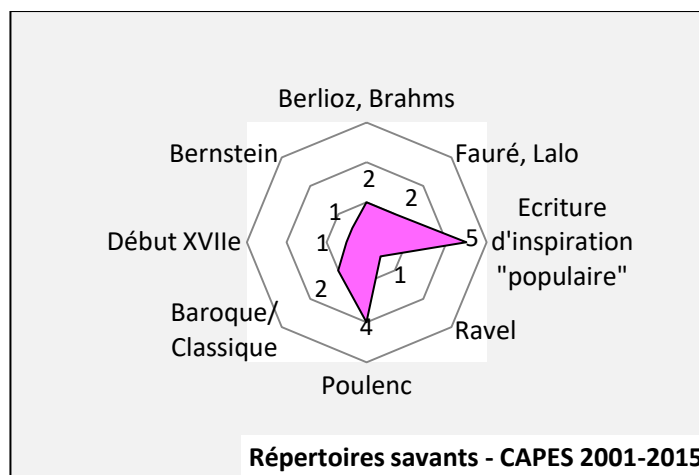 Berlioz, Brahms
Bernstein
Fauré, Lalo
2
2
1
Ecriture
d'inspiration
"populaire"
Début XVIIe
1
5
1
2
Baroque/
Classique
Ravel
4
Poulenc
Répertoires savants - CAPES 2001-2015